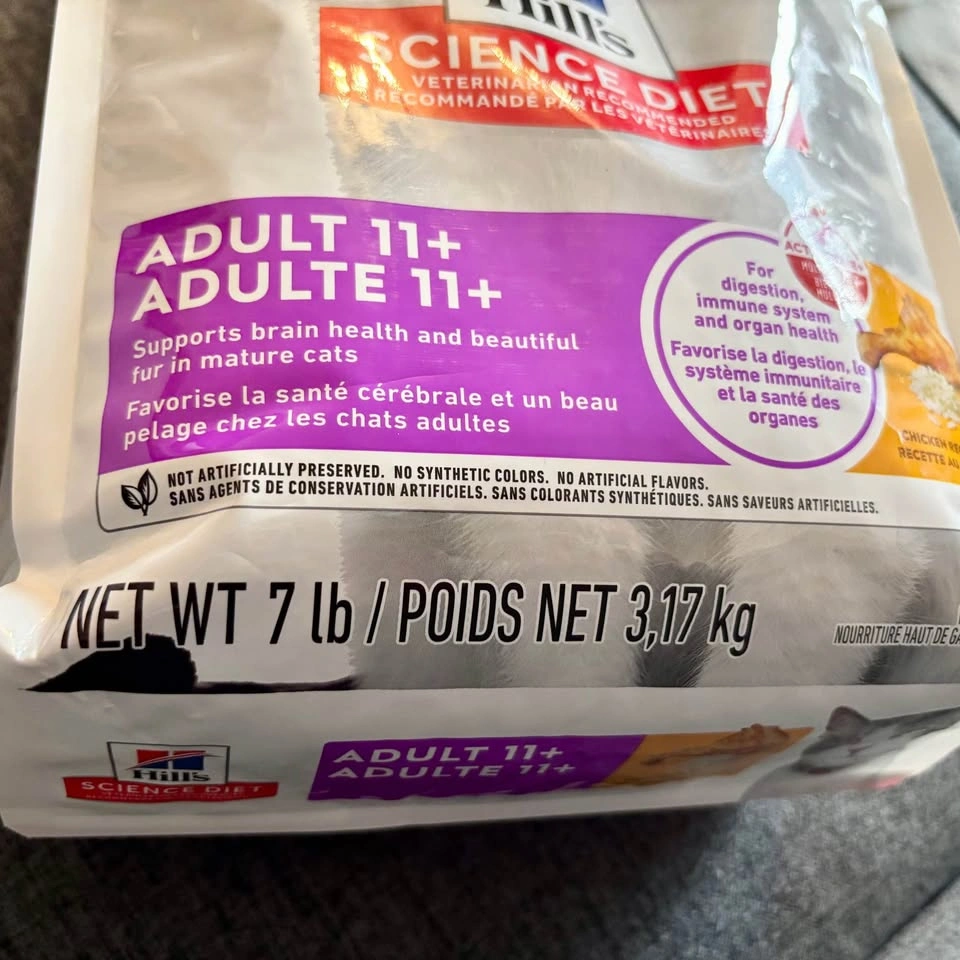 Hill's
SCIENCE DIET
VETERINARIAN RECOMMENDED
RECOMMANDÉ PAR LES VÉTÉRINAIRES
ADULT 11+
ADULTE 11+
Supports brain health and beautiful
fur in mature cats
Favorise la santé cérébrale et un beau
pelage chez les chats adultes
For
digestion,
immune system
and organ health
Favorise la digestion, le
système immunitaire
et la santé des
organes
CHICKEN
RECETTE AU
NOT ARTIFICIALLY PRESERVED. NO SYNTHETIC COLORS. NO ARTIFICIAL FLAVORS.
SANS AGENTS DE CONSERVATION ARTIFICIELS. SANS COLORANTS SYNTHÉTIQUES. SANS SAVEURS ARTIFICIELLES.
NET WT 7 lb / POIDS NET 3,17 kg
NOURRITURE HAUT DE
Hill's
SCIENCE DIET
ADULT 11+
ADULTE 11+